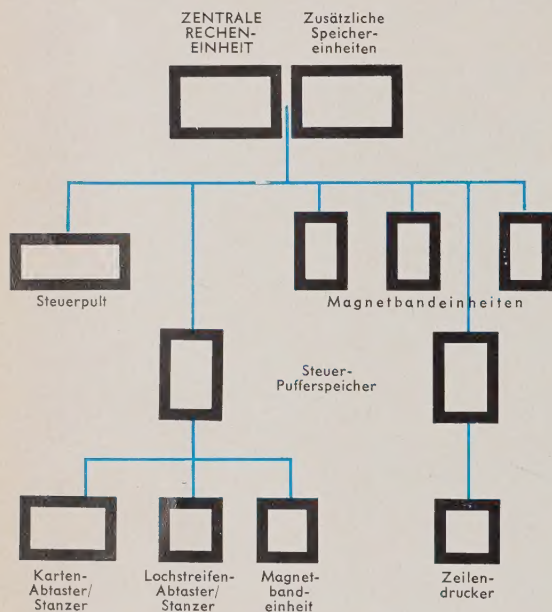 ZENTRALE
RECHEN-
EINHEIT
Zusätzliche
Speicher-
einheiten
Steuerpult
Magnetbandeinheiten
Steuer-
Pufferspeicher
Karten-
Abtaster/
Stanzer
Lochstreifen-
Abtaster/
Stanzer
Magnet-
band-
einheit
Zeilen-
drucker